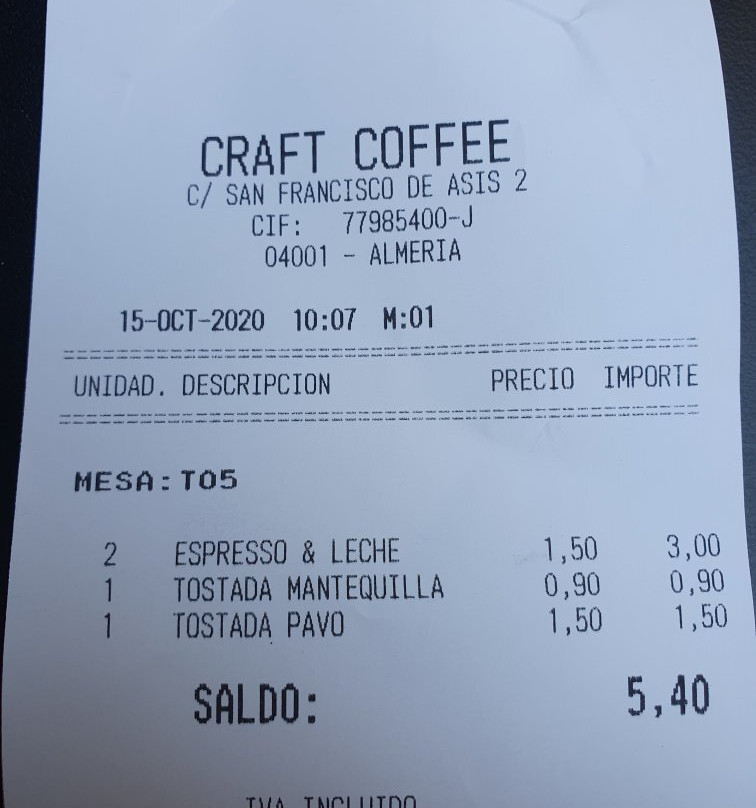 CRAFT COFFEE
C/ SAN FRANCISCO DE ASIS 2
CIF: 77985400-J
04001 - ALMERIA
15-OCT-2020 10:07 M:01
UNIDAD. DESCRIPCION PRECIO IMPORTE
MESA:T05
2 ESPRESSO & LECHE 1,50 3,00
1 TOSTADA MANTEQUILLA 0,90 0,90
1 TOSTADA PAVO 1,50 1,50
SALDO: 5,40
IVA INCLUIDO